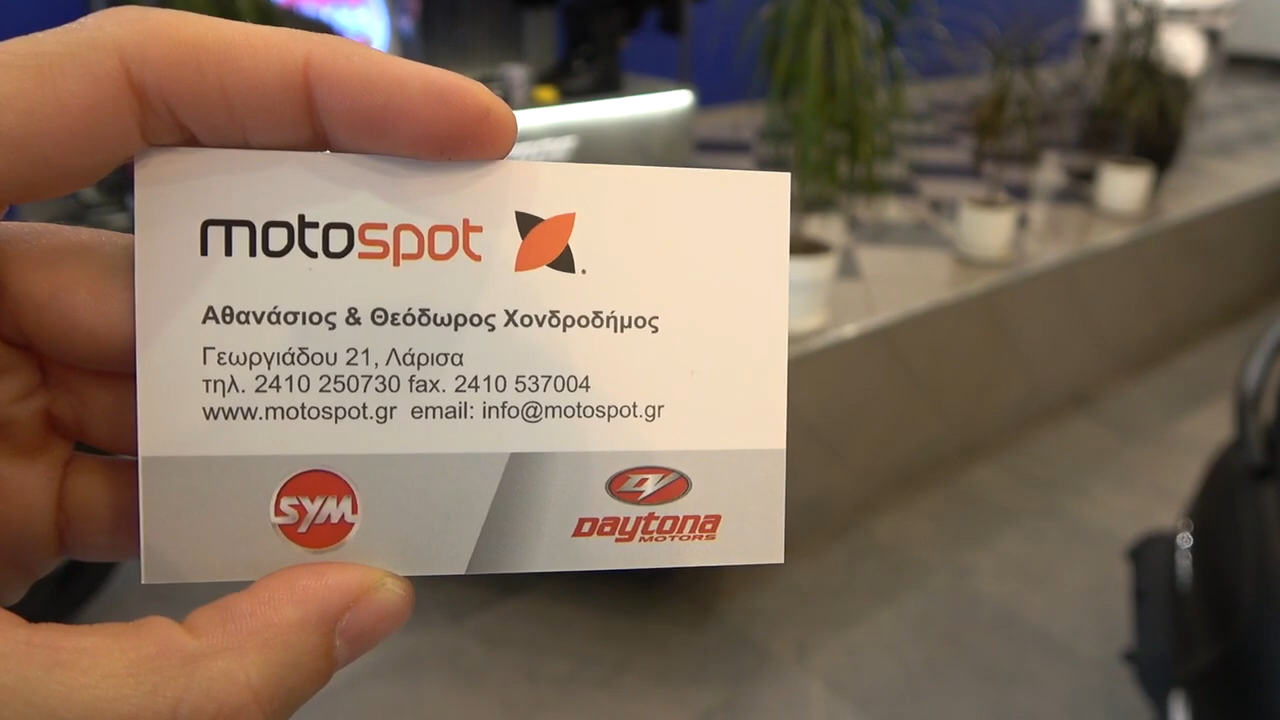 motospot
Αθανάσιος & Θεόδωρος Χονδροδήμος
Γεωργιάδου 21, Λάρισα
τηλ. 2410 250730 fax. 2410 537004
www.motospot.gr email: info@motospot.gr
SYM
DAYTONA
MOTORS